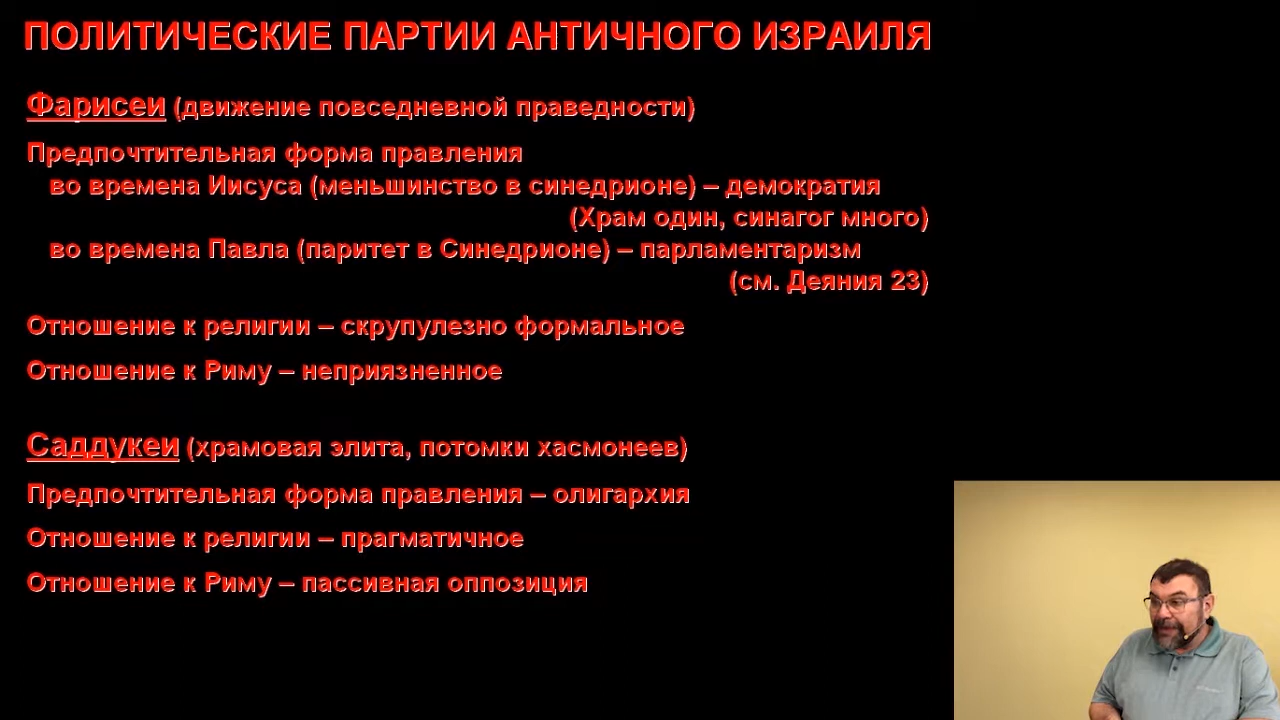 ПОЛИТИЧЕСКИЕ ПАРТИИ АНТИЧНОГО ИЗРАИЛЯ
Фарисеи (движение повседневной праведности)
Предпочтительная форма правления
во времена Иисуса (меньшинство в синедрионе) – демократия
(Храм один, синагог много)
во времена Павла (паритет в Синедрионе) – парламентаризм
(см. Деяния 23)
Отношение к религии – скрупулезно формальное
Отношение к Риму – неприязненное
Саддукеи (храмовая элита, потомки хасмонеев)
Предпочтительная форма правления – олигархия
Отношение к религии – прагматичное
Отношение к Риму – пассивная оппозиция